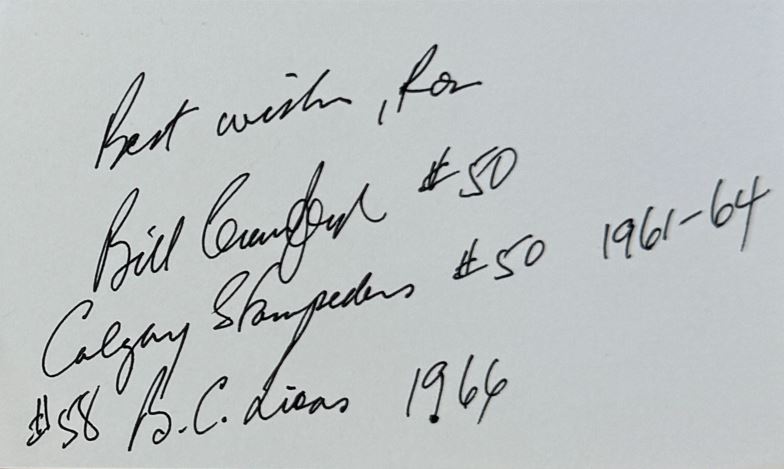 Best wishes, Ron
Bill Crawford #50
Calgary Stampeders #50 1961-64
#58 B.C. Lions 1964